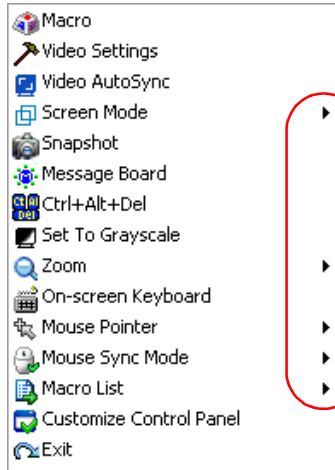 Macro
Video Settings
Video AutoSync
Screen Mode
Snapshot
Message Board
Ctrl+Alt+Del
Set To Grayscale
Zoom
On-screen Keyboard
Mouse Pointer
Mouse Sync Mode
Macro List
Customize Control Panel
Exit